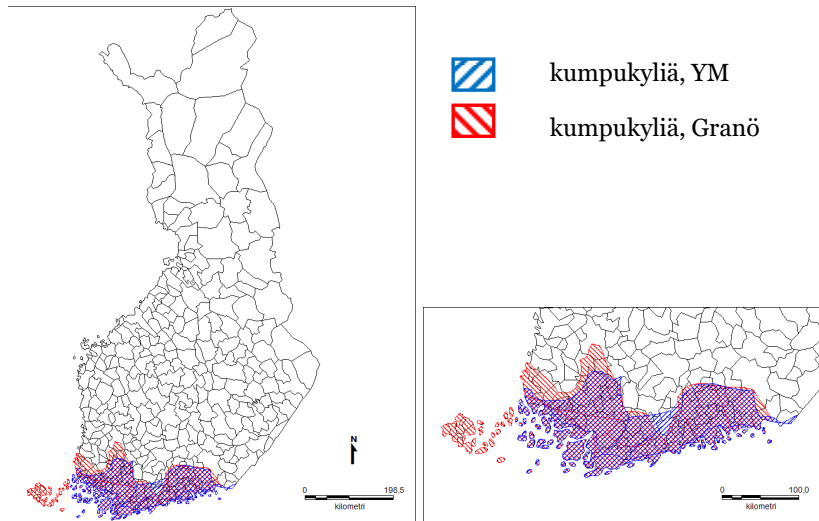 kumpukyliä, YM
kumpukyliä, Granö
N
0 198,5
kilometri
0 100,0
kilometri